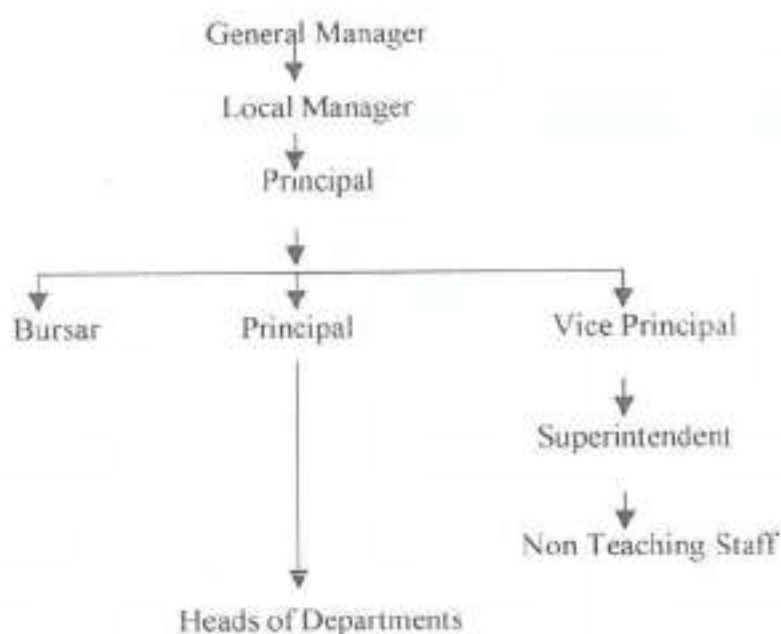 General Manager
Local Manager
Principal
Bursar Principal Vice Principal
Superintendent
Non Teaching Staff
Heads of Departments